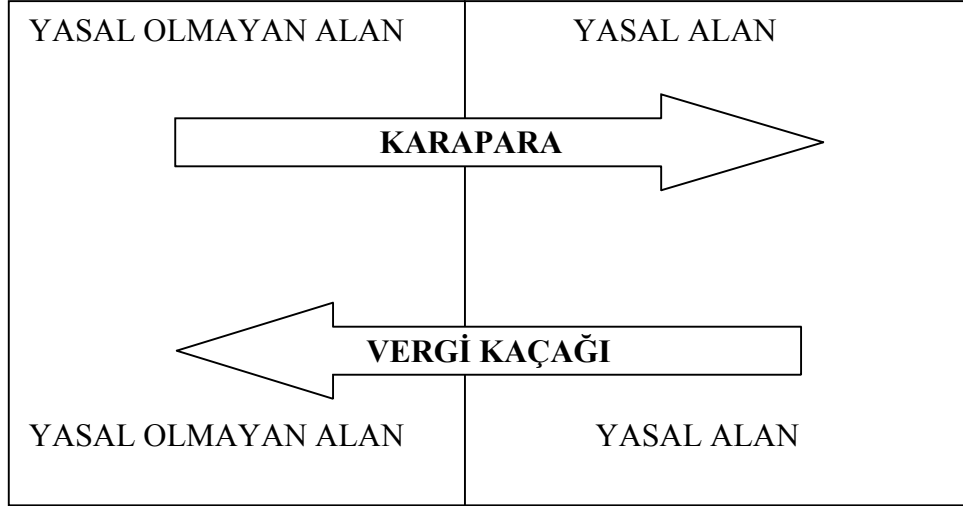 YASAL OLMAYAN ALAN
YASAL ALAN
KARAPARA
VERGİ KAÇAĞI
YASAL OLMAYAN ALAN
YASAL ALAN